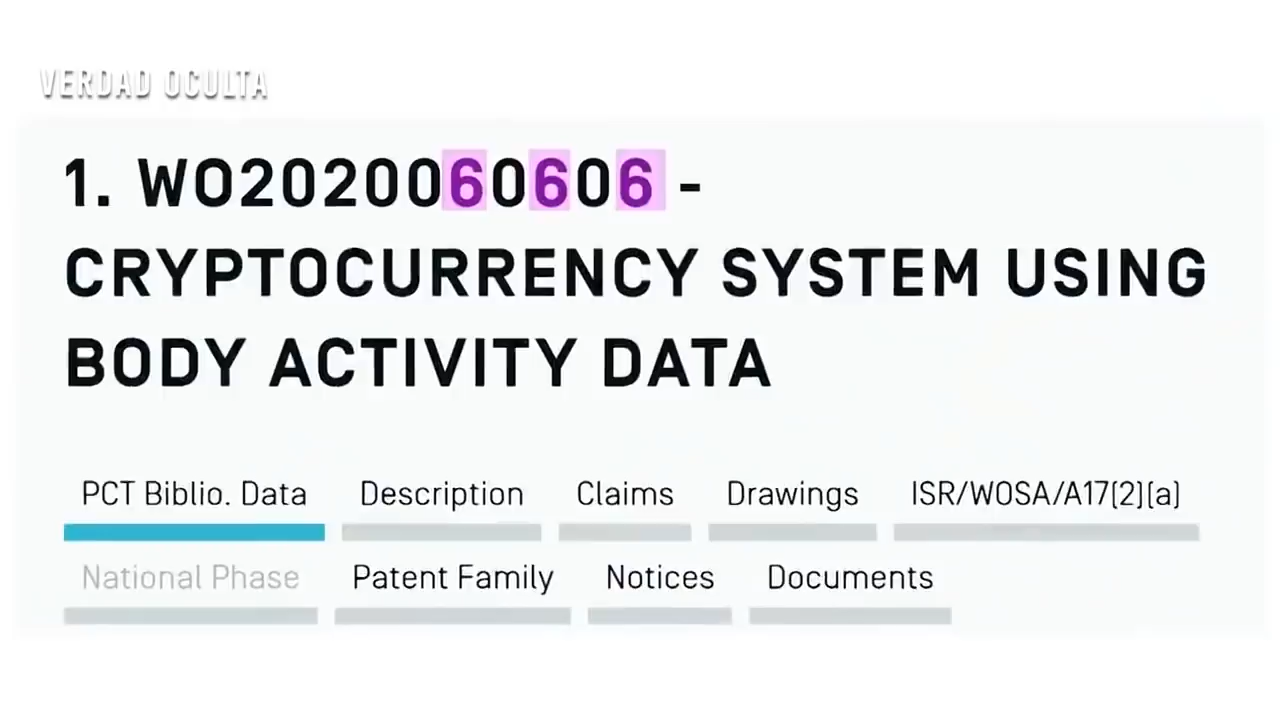 VERDAD OCULTA
1. WO2020060606 -
CRYPTOCURRENCY SYSTEM USING
BODY ACTIVITY DATA
PCT Biblio. Data Description Claims Drawings ISR/WOSA/A17(2)(a)
National Phase Patent Family Notices Documents